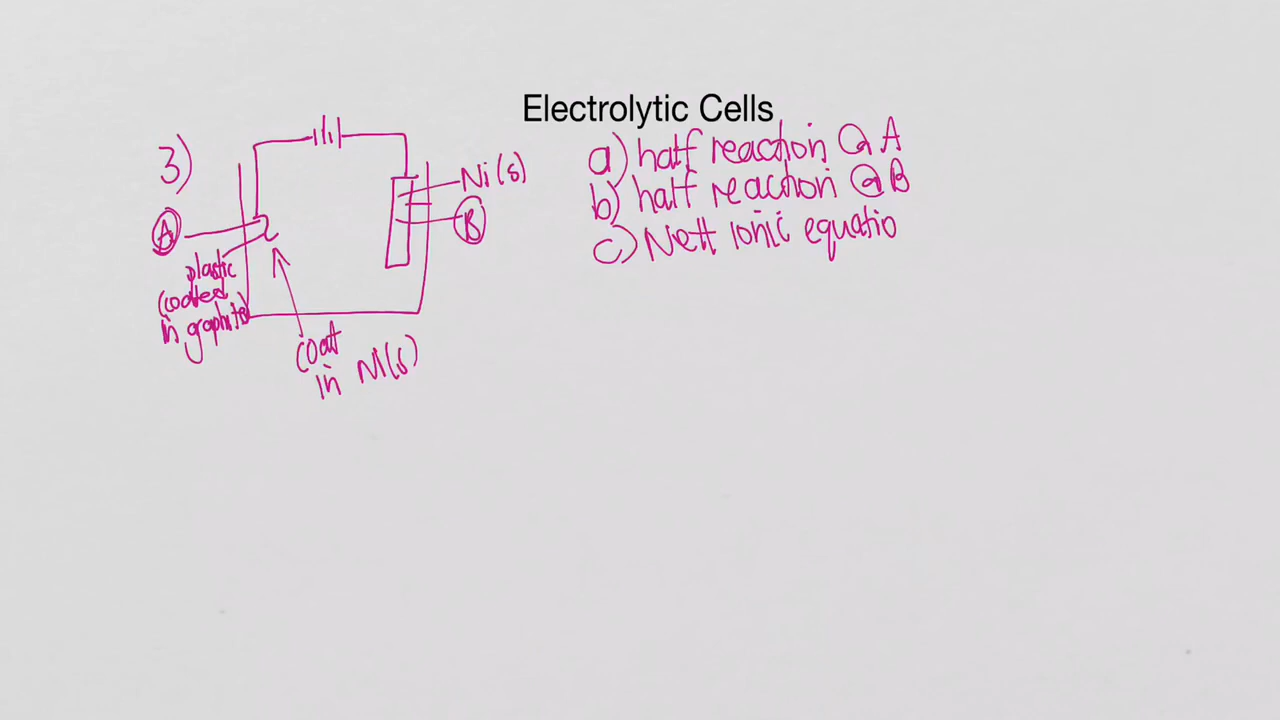 Electrolytic Cells
3)
Ni(s)
A
B
plastic
(coated
in graphite)
coat
in Ni(s)
a) half reaction @ A
b) half reaction @ B
c) Nett ionic equatio